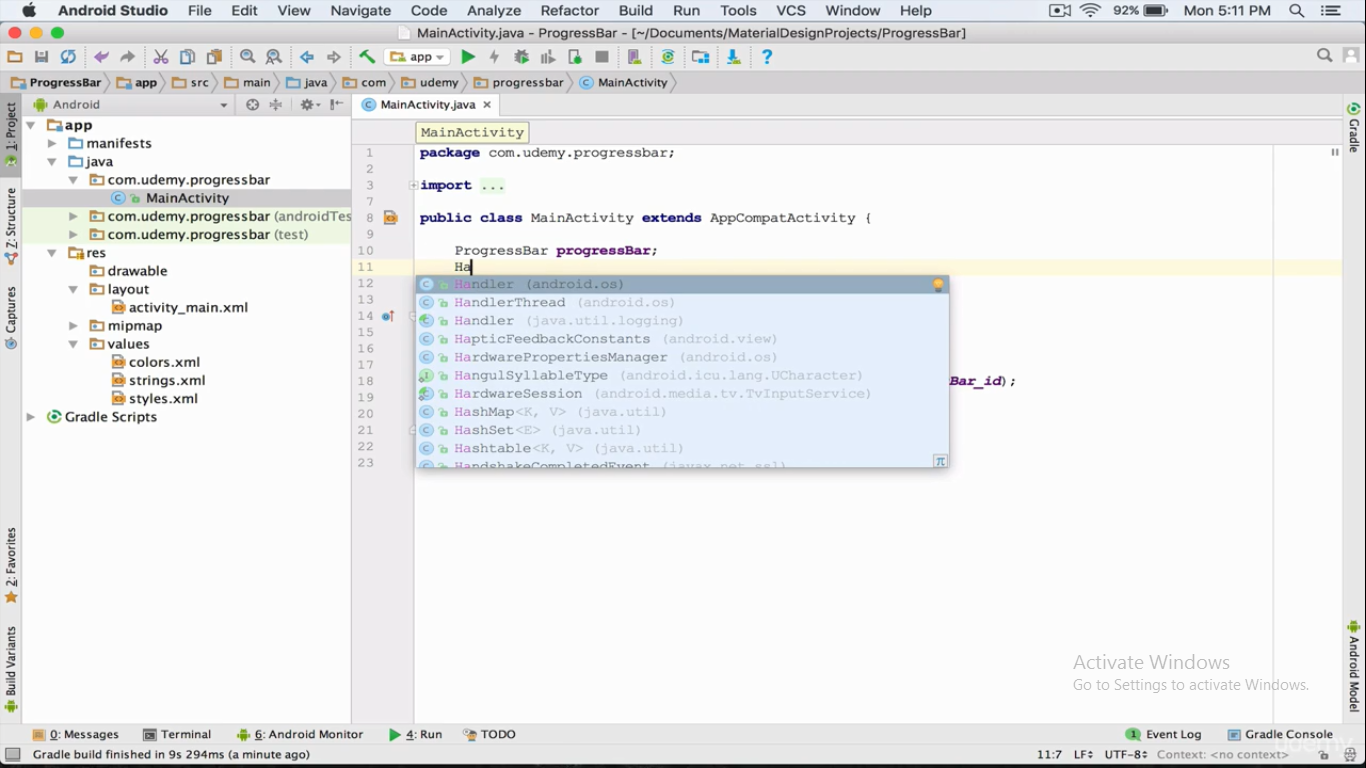 Android Studio File Edit View Navigate Code Analyze Refactor Build Run Tools VCS Window Help 92% Mon 5:11 PM
MainActivity.java - ProgressBar - [~/Documents/MaterialDesignProjects/ProgressBar]
app
ProgressBar app src main java com udemy progressbar MainActivity
Android
MainActivity.java
1: Project
Z: Structure
Captures
2: Favorites
Build Variants
app
manifests
java
com.udemy.progressbar
MainActivity
com.udemy.progressbar (androidTes
com.udemy.progressbar (test)
res
drawable
layout
activity_main.xml
mipmap
values
colors.xml
strings.xml
styles.xml
Gradle Scripts
MainActivity
1 package com.udemy.progressbar;
2
3 import ...
7
8 public class MainActivity extends AppCompatActivity {
9
10 ProgressBar progressBar;
11 Ha
12
13
14
15
16
17
18 Bar_id);
19
20
21
22
23
Handler (android.os)
HandlerThread (android.os)
Handler (java.util.logging)
HapticFeedbackConstants (android.view)
HardwarePropertiesManager (android.os)
HangulSyllableType (android.icu.lang.UCharacter)
HardwareSession (android.media.tv.TvInputService)
HashMap<K, V> (java.util)
HashSet<E> (java.util)
Hashtable<K, V> (java.util)
HandshakeCompletedEvent (javax.net.ssl)
π
Gradle
Android Model
Activate Windows
Go to Settings to activate Windows.
0: Messages Terminal 6: Android Monitor 4: Run TODO 1 Event Log Gradle Console
Gradle build finished in 9s 294ms (a minute ago) 11:7 LF UTF-8 Context: <no context>
udemy